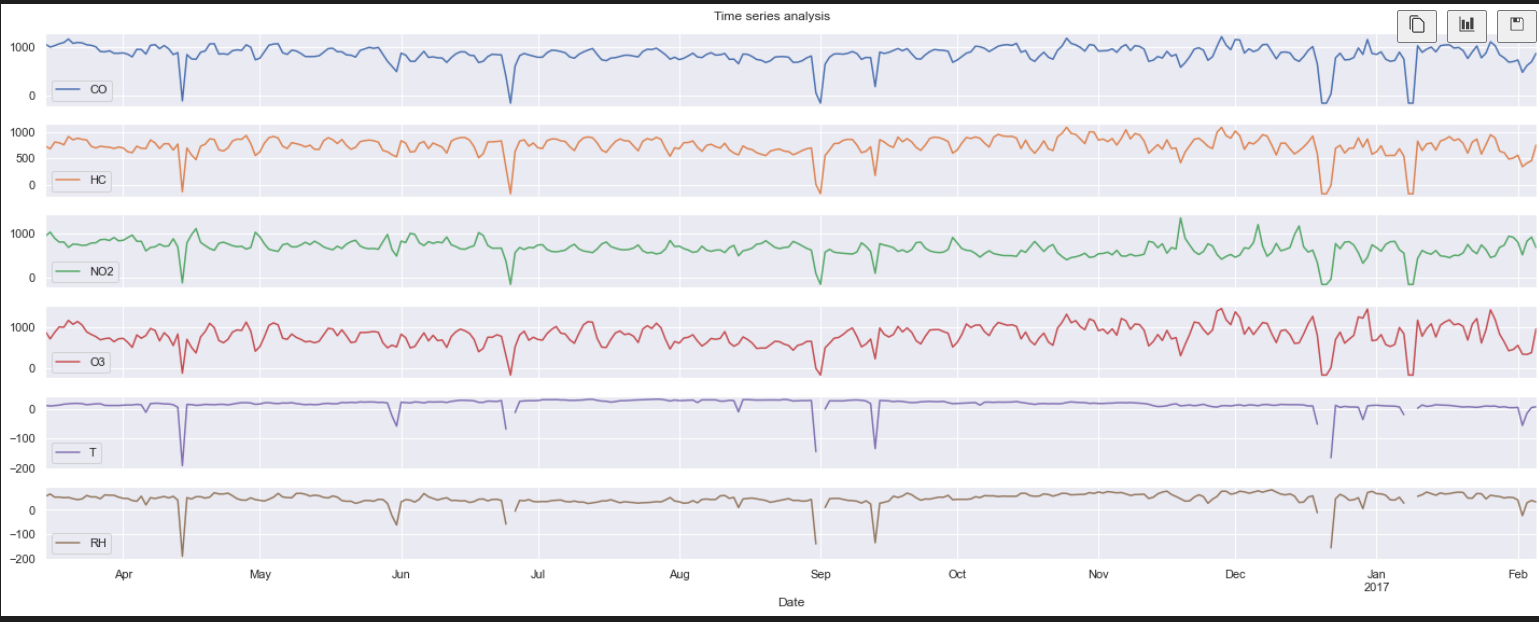 Time series analysis
1000
0
CO
1000
500
0
HC
1000
0
NO2
1000
0
O3
0
−100
−200
T
0
−100
−200
RH
Apr May Jun Jul Aug Sep Oct Nov Dec Jan Feb
2017
Date